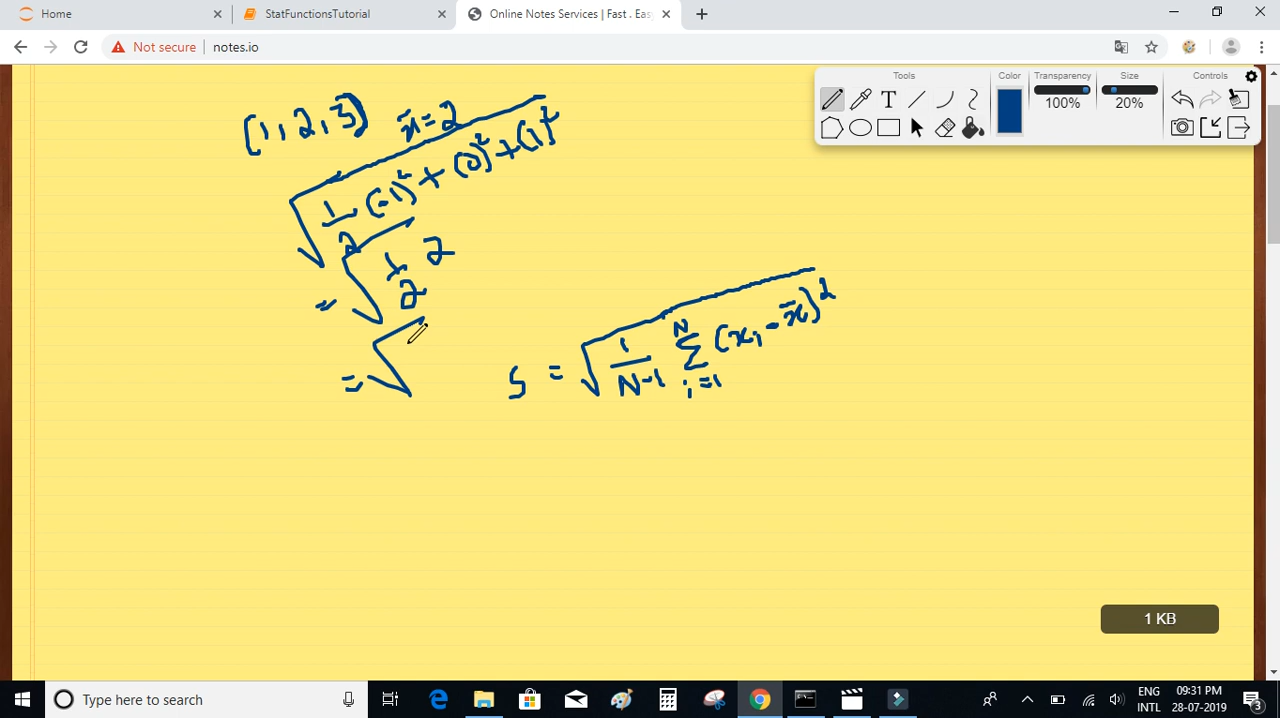 Home
StatFunctionsTutorial
Online Notes Services | Fast . Eas
Not secure | notes.io
Tools
Color
Transparency
Size
Controls
100%
20%
[1, 2, 3] x̄=2
√ 1/2 (-1)² + (0)² + (1)²
= √ 1/2 2
= √
S = √ 1/N-1 N Σ i=1 (xi - x̄)²
1 KB
Type here to search
ENG
INTL
09:31 PM
28-07-2019
3